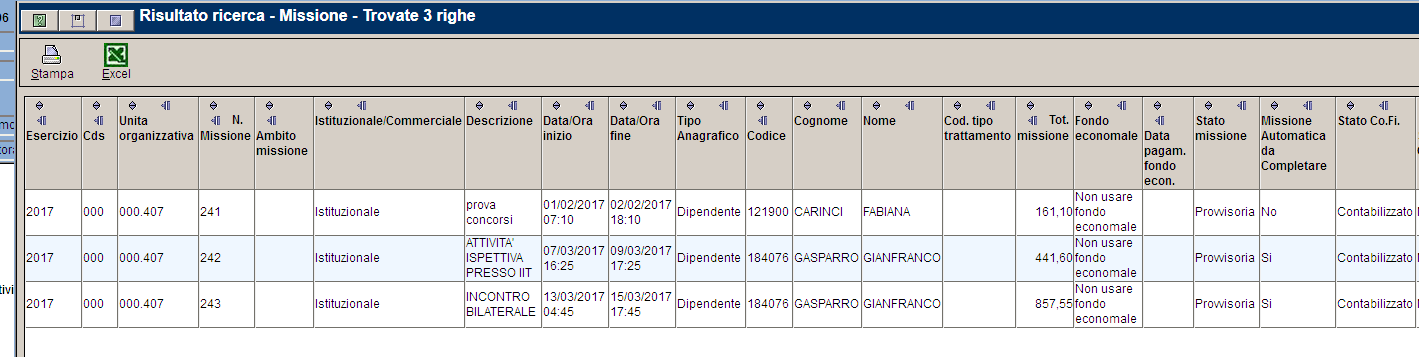 06
Risultato ricerca - Missione - Trovate 3 righe
Stampa
Excel
Esercizio
Cds
Unita
organizzativa
N.
Missione
Ambito
missione
Istituzionale/Commerciale
Descrizione
Data/Ora
inizio
Data/Ora
fine
Tipo
Anagrafico
Codice
Cognome
Nome
Cod. tipo
trattamento
Tot.
missione
Fondo
economale
Data
pagam.
fondo
econ.
Stato
missione
Missione
Automatica
da
Completare
Stato Co.Fi.
2017
000
000.407
241
Istituzionale
prova
concorsi
01/02/2017
07:10
02/02/2017
18:10
Dipendente
121900
CARINCI
FABIANA
161,10
Non usare
fondo
economale
Provvisoria
No
Contabilizzato
2017
000
000.407
242
Istituzionale
ATTIVITA'
ISPETTIVA
PRESSO IIT
07/03/2017
16:25
09/03/2017
17:25
Dipendente
184076
GASPARRO
GIANFRANCO
441,60
Non usare
fondo
economale
Provvisoria
Si
Contabilizzato
2017
000
000.407
243
Istituzionale
INCONTRO
BILATERALE
13/03/2017
04:45
15/03/2017
17:45
Dipendente
184076
GASPARRO
GIANFRANCO
857,55
Non usare
fondo
economale
Provvisoria
Si
Contabilizzato